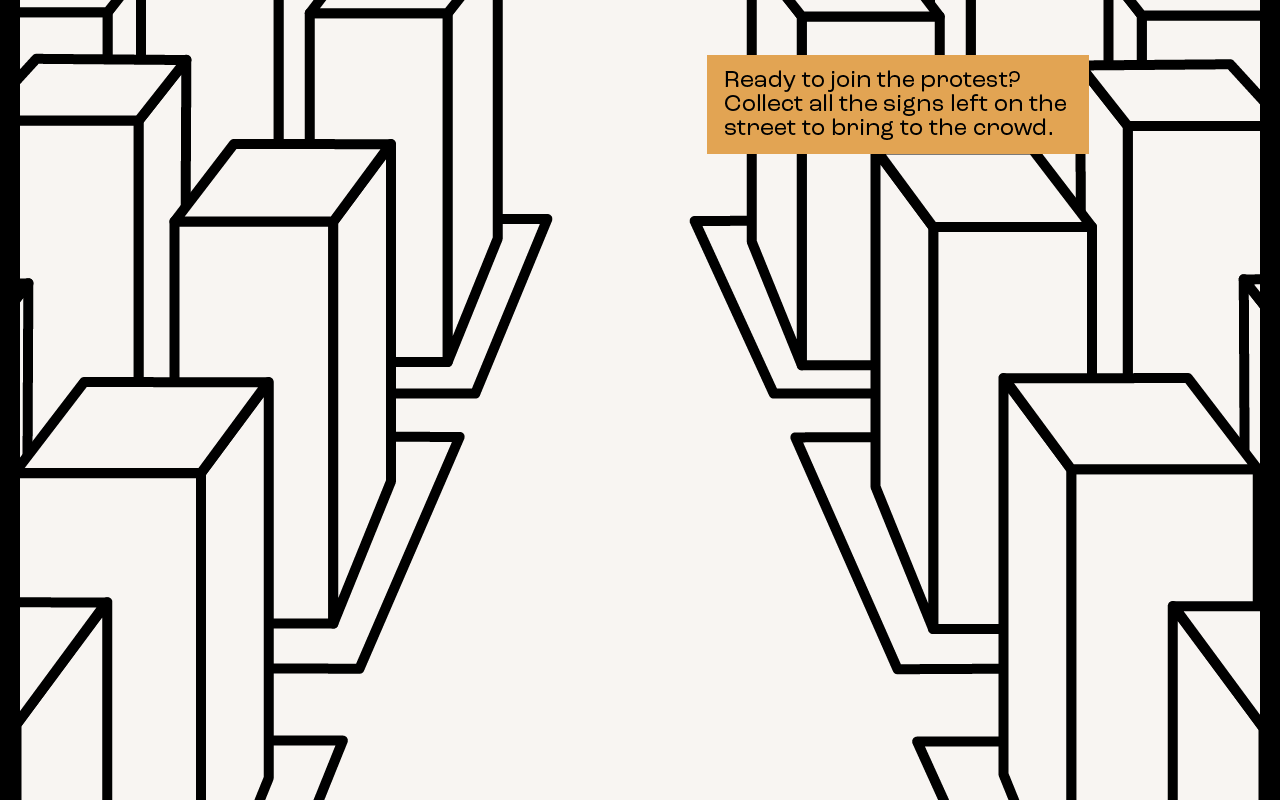 Ready to join the protest?
Collect all the signs left on the
street to bring to the crowd.